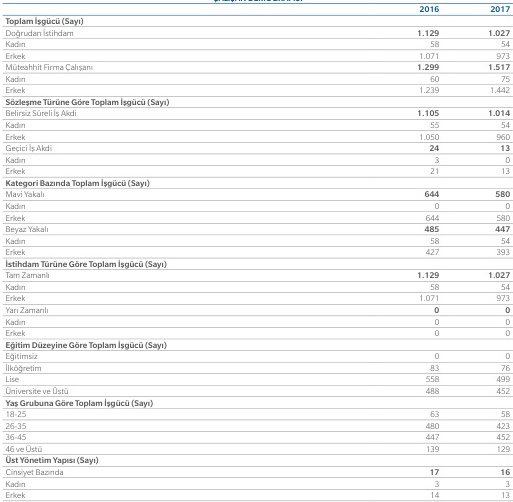 2016 2017
Toplam İşgücü (Sayı)
Doğrudan İstihdam 1.129 1.027
Kadın 58 54
Erkek 1.071 973
Müteahhit Firma Çalışanı 1.299 1.517
Kadın 60 75
Erkek 1.239 1.442
Sözleşme Türüne Göre Toplam İşgücü (Sayı)
Belirsiz Süreli İş Akdi 1.105 1.014
Kadın 55 54
Erkek 1.050 960
Geçici İş Akdi 24 13
Kadın 3 0
Erkek 21 13
Kategori Bazında Toplam İşgücü (Sayı)
Mavi Yakalı 644 580
Kadın 0 0
Erkek 644 580
Beyaz Yakalı 485 447
Kadın 58 54
Erkek 427 393
İstihdam Türüne Göre Toplam İşgücü (Sayı)
Tam Zamanlı 1.129 1.027
Kadın 58 54
Erkek 1.071 973
Yarı Zamanlı 0 0
Kadın 0 0
Erkek 0 0
Eğitim Düzeyine Göre Toplam İşgücü (Sayı)
Eğitimsiz 0 0
İlköğretim 83 76
Lise 558 499
Üniversite ve Üstü 488 452
Yaş Grubuna Göre Toplam İşgücü (Sayı)
18-25 63 58
26-35 480 423
36-45 447 452
46 ve Üstü 139 129
Üst Yönetim Yapısı (Sayı)
Cinsiyet Bazında 17 16
Kadın 3 3
Erkek 14 13